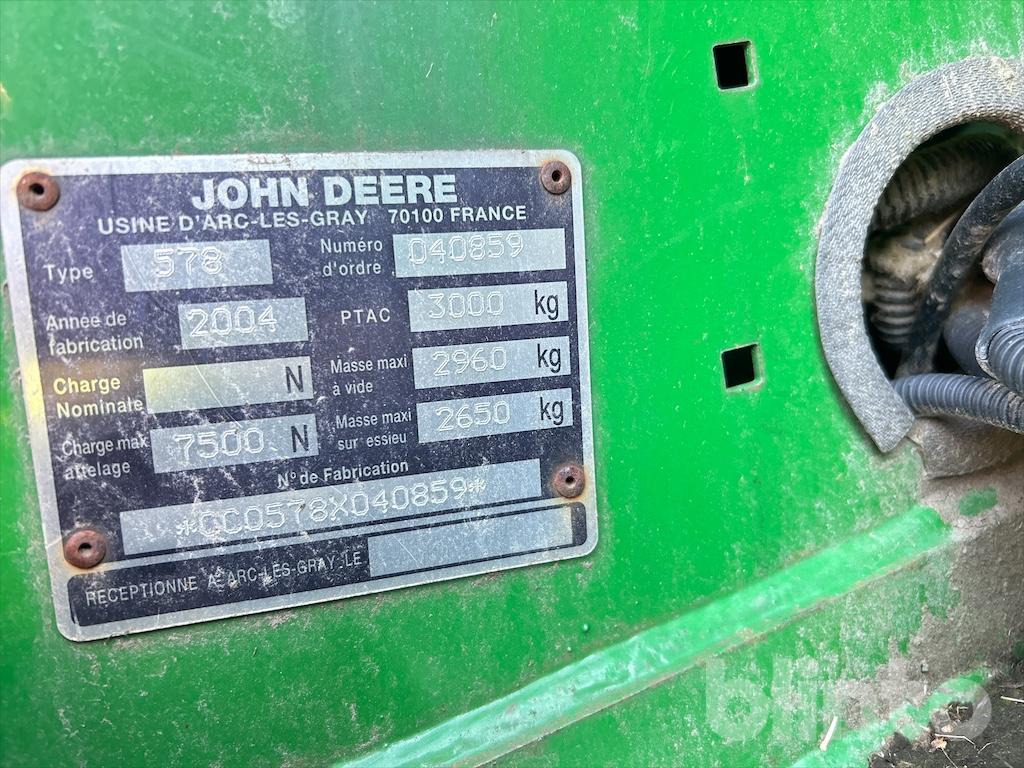 JOHN DEERE
USINE D'ARC-LES-GRAY 70100 FRANCE
Type 578 Numéro d'ordre 040859
Année de fabrication 2004 PTAC 3000 kg
Charge Nominale N Masse maxi à vide 2960 kg
Charge max attelage 7500 N Masse maxi sur essieu 2650 kg
N° de Fabrication
*CC0578X040859*
RECEPTIONNE A ARC-LES-GRAY LE
blinto